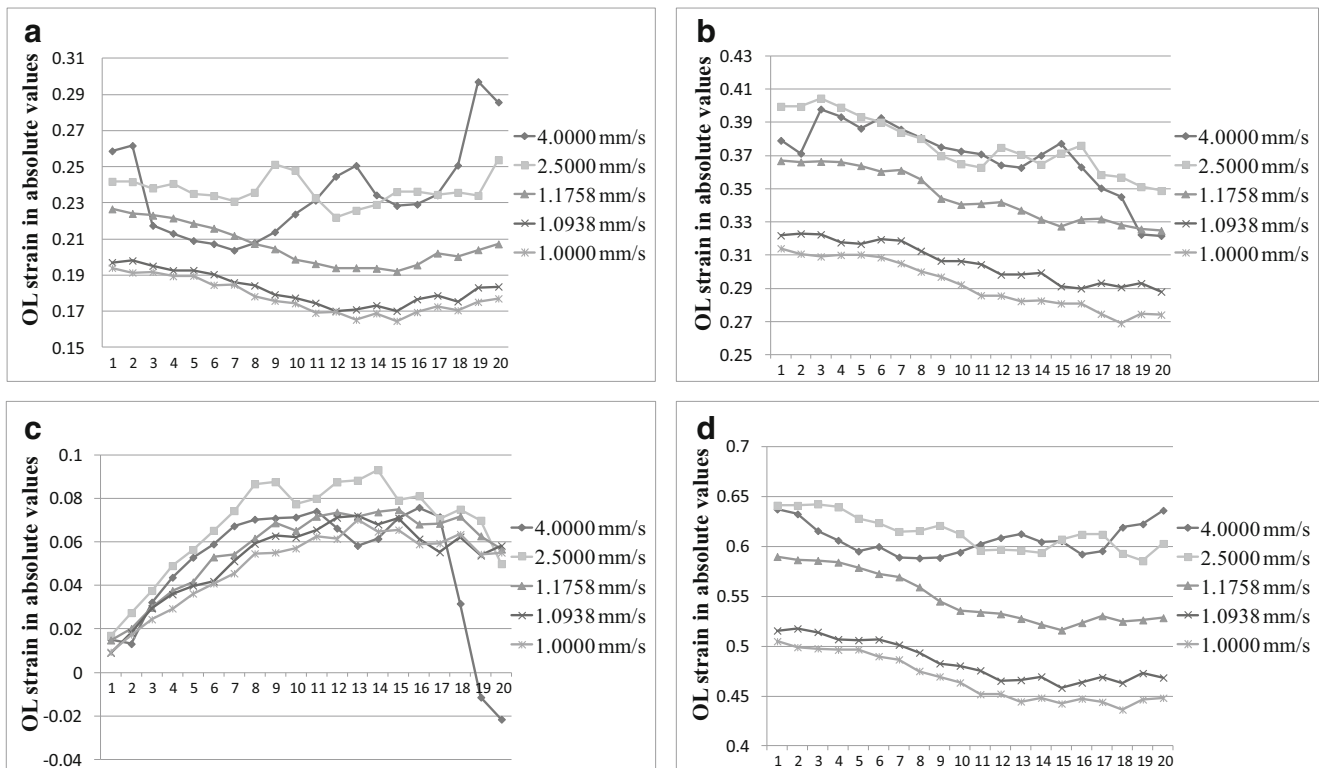 a
OL strain in absolute values
0.31
0.29
0.27
0.25
0.23
0.21
0.19
0.17
0.15
1 2 3 4 5 6 7 8 9 10 11 12 13 14 15 16 17 18 19 20
4.0000 mm/s
2.5000 mm/s
1.1758 mm/s
1.0938 mm/s
1.0000 mm/s
b
OL strain in absolute values
0.43
0.41
0.39
0.37
0.35
0.33
0.31
0.29
0.27
0.25
1 2 3 4 5 6 7 8 9 10 11 12 13 14 15 16 17 18 19 20
4.0000 mm/s
2.5000 mm/s
1.1758 mm/s
1.0938 mm/s
1.0000 mm/s
c
OL strain in absolute values
0.1
0.08
0.06
0.04
0.02
0
-0.02
-0.04
1 2 3 4 5 6 7 8 9 10 11 12 13 14 15 16 17 18 19 20
4.0000 mm/s
2.5000 mm/s
1.1758 mm/s
1.0938 mm/s
1.0000 mm/s
d
OL strain in absolute values
0.7
0.65
0.6
0.55
0.5
0.45
0.4
1 2 3 4 5 6 7 8 9 10 11 12 13 14 15 16 17 18 19 20
4.0000 mm/s
2.5000 mm/s
1.1758 mm/s
1.0938 mm/s
1.0000 mm/s